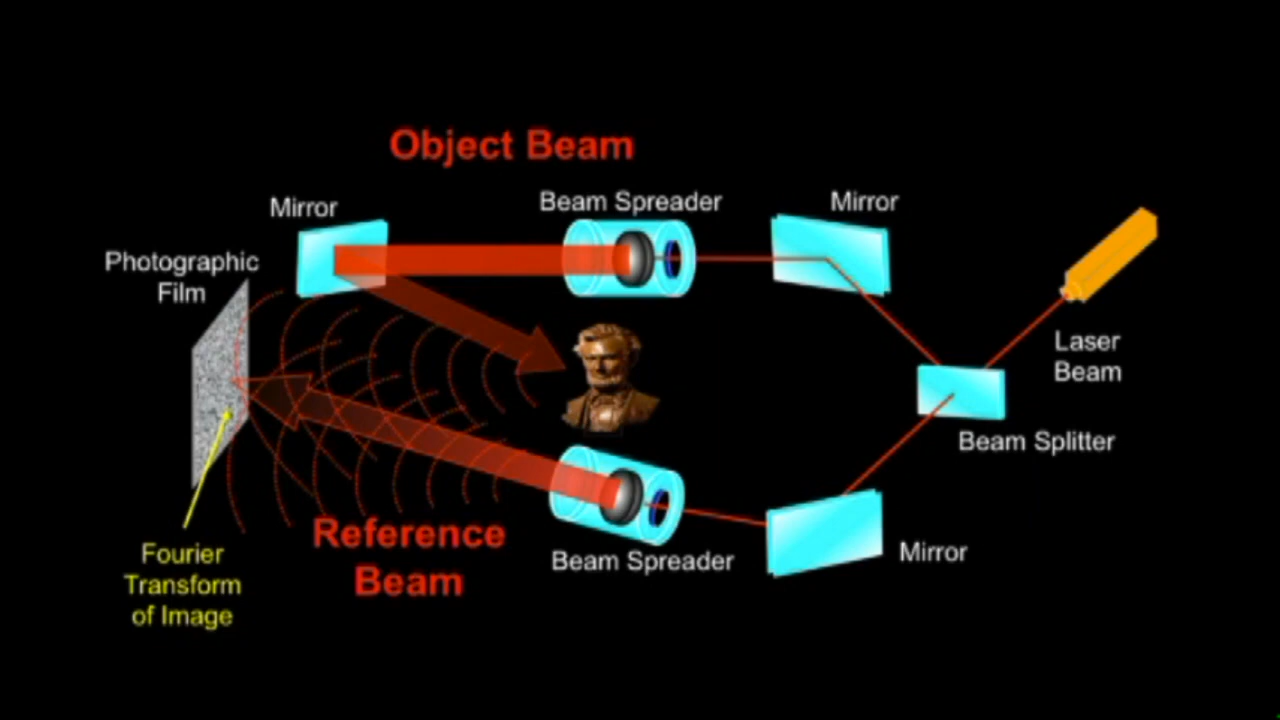 Object Beam
Mirror
Beam Spreader
Mirror
Photographic
Film
Laser
Beam
Beam Splitter
Reference
Beam
Beam Spreader
Mirror
Fourier
Transform
of Image